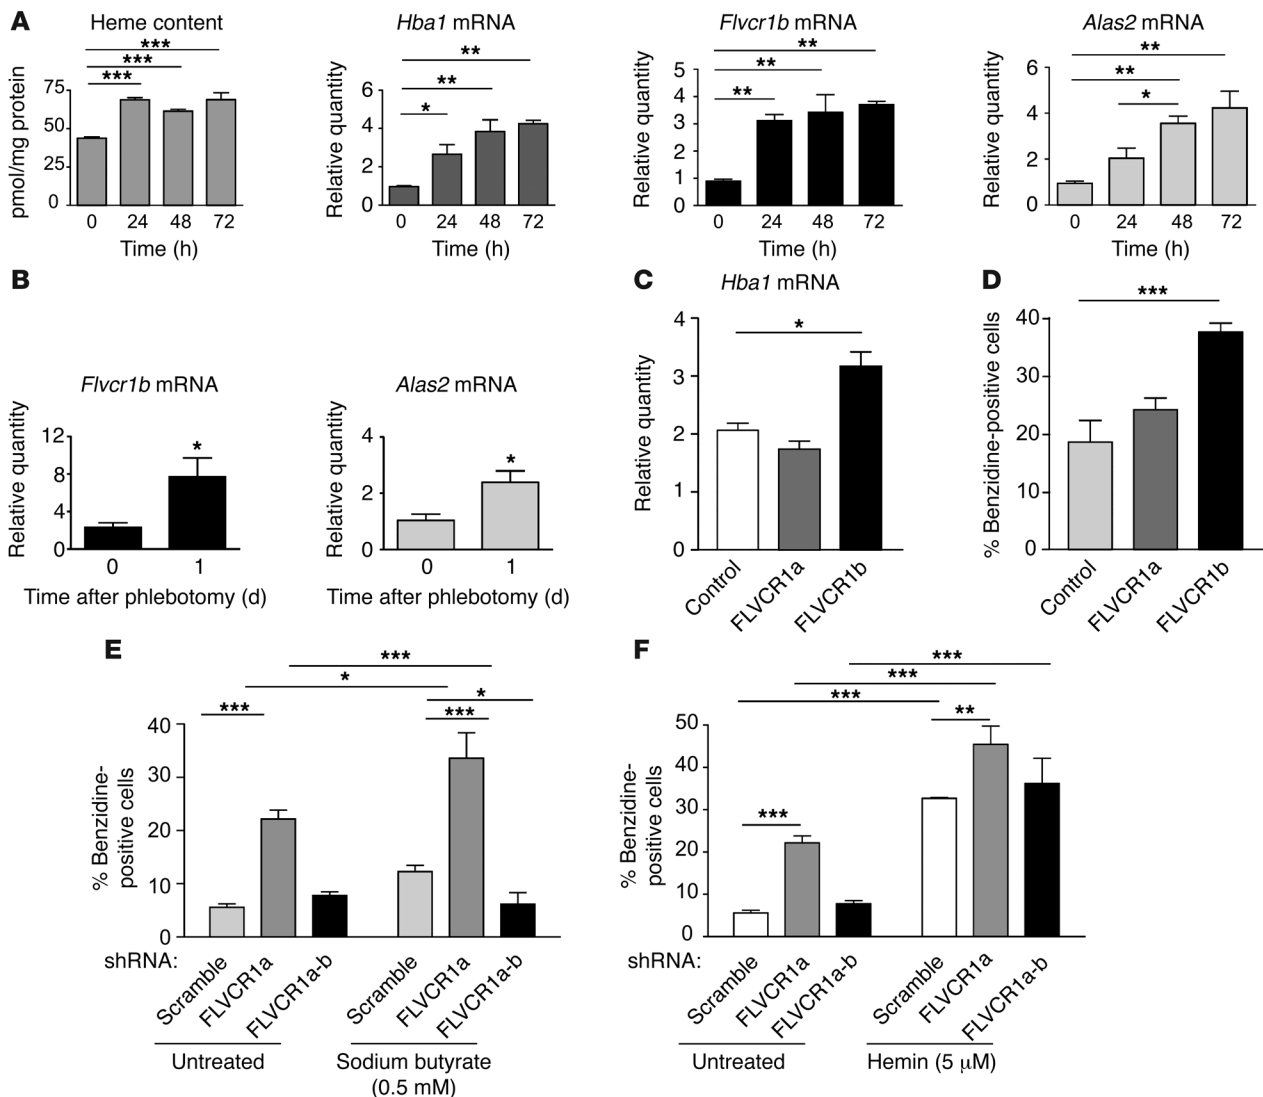 A
Heme content
***
***
***
pmol/mg protein
75
50
25
0
0 24 48 72
Time (h)
Hba1 mRNA
**
**
*
Relative quantity
6
4
2
0
0 24 48 72
Time (h)
Flvcr1b mRNA
**
**
**
Relative quantity
5
4
3
2
1
0
0 24 48 72
Time (h)
Alas2 mRNA
**
**
*
Relative quantity
6
4
2
0
0 24 48 72
Time (h)
B
Flvcr1b mRNA
Relative quantity
12
8
4
0
*
0 1
Time after phlebotomy (d)
Alas2 mRNA
Relative quantity
4
2
0
*
0 1
Time after phlebotomy (d)
C
Hba1 mRNA
*
Relative quantity
4
3
2
1
0
Control
FLVCR1a
FLVCR1b
D
***
% Benzidine-positive cells
40
30
20
10
0
Control
FLVCR1a
FLVCR1b
E
***
*
*
***
***
% Benzidine-
positive cells
40
30
20
10
0
shRNA:
Scramble
FLVCR1a
FLVCR1a-b
Scramble
FLVCR1a
FLVCR1a-b
Untreated
Sodium butyrate
(0.5 mM)
F
***
***
***
**
***
% Benzidine-
positive cells
50
40
30
20
10
0
shRNA:
Scramble
FLVCR1a
FLVCR1a-b
Scramble
FLVCR1a
FLVCR1a-b
Untreated
Hemin (5 μM)